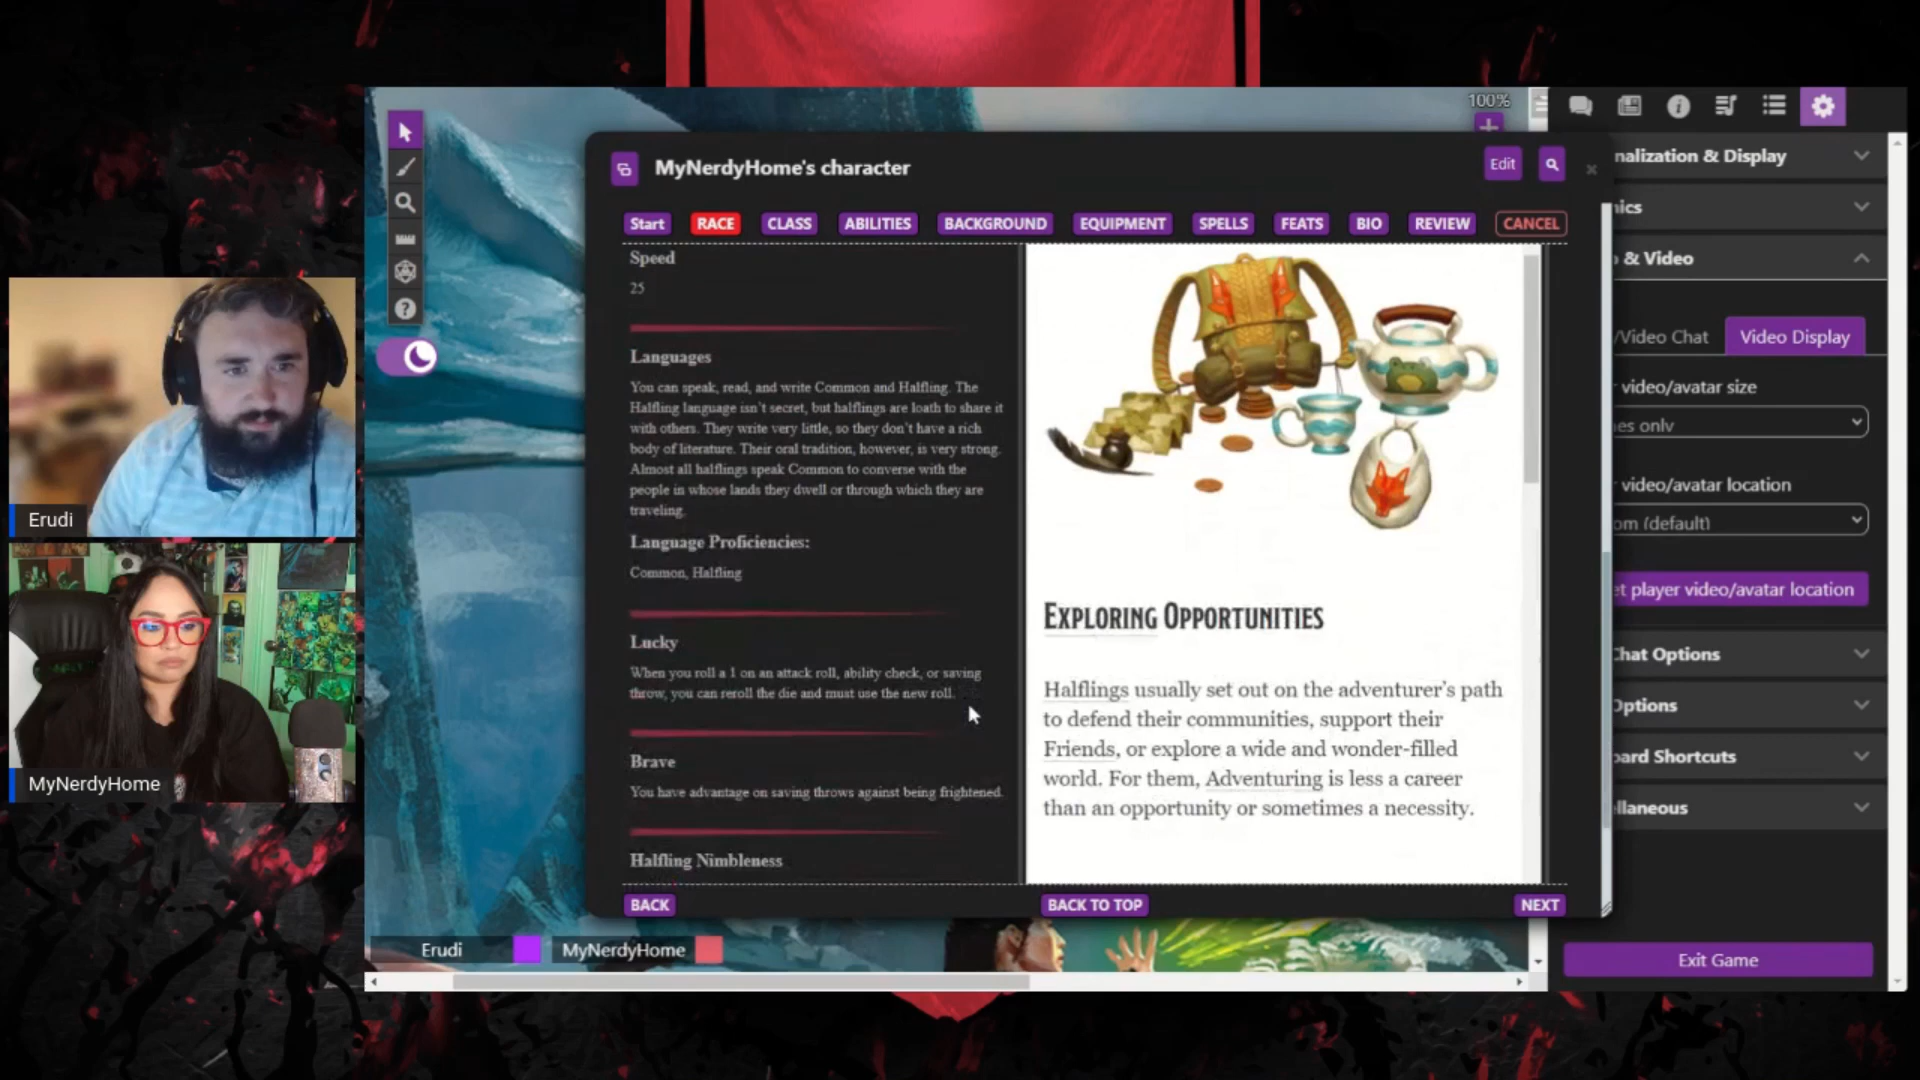 100%
MyNerdyHome's character
Edit
Start
RACE
CLASS
ABILITIES
BACKGROUND
EQUIPMENT
SPELLS
FEATS
BIO
REVIEW
CANCEL
Speed
25
Languages
You can speak, read, and write Common and Halfling. The
Halfling language isn't secret, but halflings are loath to share it
with others. They write very little, so they don't have a rich
body of literature. Their oral tradition, however, is very strong.
Almost all halflings speak Common to converse with the
people in whose lands they dwell or through which they are
traveling.
Language Proficiencies:
Common, Halfling
Lucky
When you roll a 1 on an attack roll, ability check, or saving
throw, you can reroll the die and must use the new roll.
Brave
You have advantage on saving throws against being frightened.
Halfling Nimbleness
EXPLORING OPPORTUNITIES
Halflings usually set out on the adventurer's path
to defend their communities, support their
Friends, or explore a wide and wonder-filled
world. For them, Adventuring is less a career
than an opportunity or sometimes a necessity.
BACK
BACK TO TOP
NEXT
nalization & Display
nics
& Video
/Video Chat
Video Display
video/avatar size
es only
video/avatar location
om (default)
et player video/avatar location
Chat Options
Options
oard Shortcuts
ellaneous
Exit Game
Erudi
MyNerdyHome
Erudi
MyNerdyHome